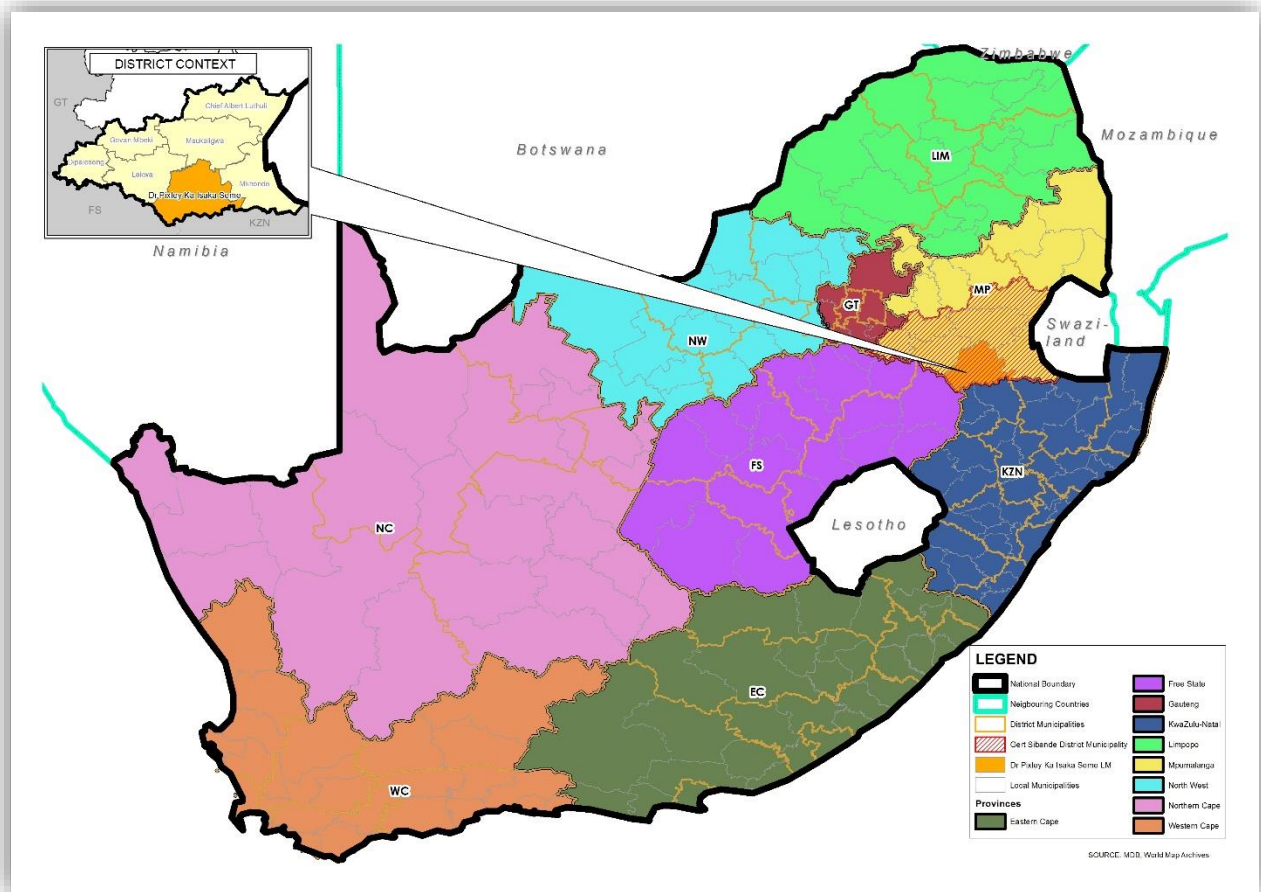 DISTRICT CONTEXT
GT
Chief Albert Luthuli
Govan Mbeki
Msukaligwa
Dipaleseng
Lekwa
Mkhondo
Dr Pixley Ka Isaka Seme
FS
KZN
Zimbabwe
Mozambique
Botswana
Namibia
LIM
MP
GT
NW
Swazi-
land
FS
KZN
NC
Lesotho
EC
WC
LEGEND
National Boundary
Neigbouring Countries
District Municipalities
Gert Sibande District Municipality
Dr Pixley Ka Isaka Seme LM
Local Municipalities
Provinces
Eastern Cape
Free State
Gauteng
KwaZulu-Natal
Limpopo
Mpumalanga
North West
Northern Cape
Western Cape
SOURCE. MDB, World Map Archives